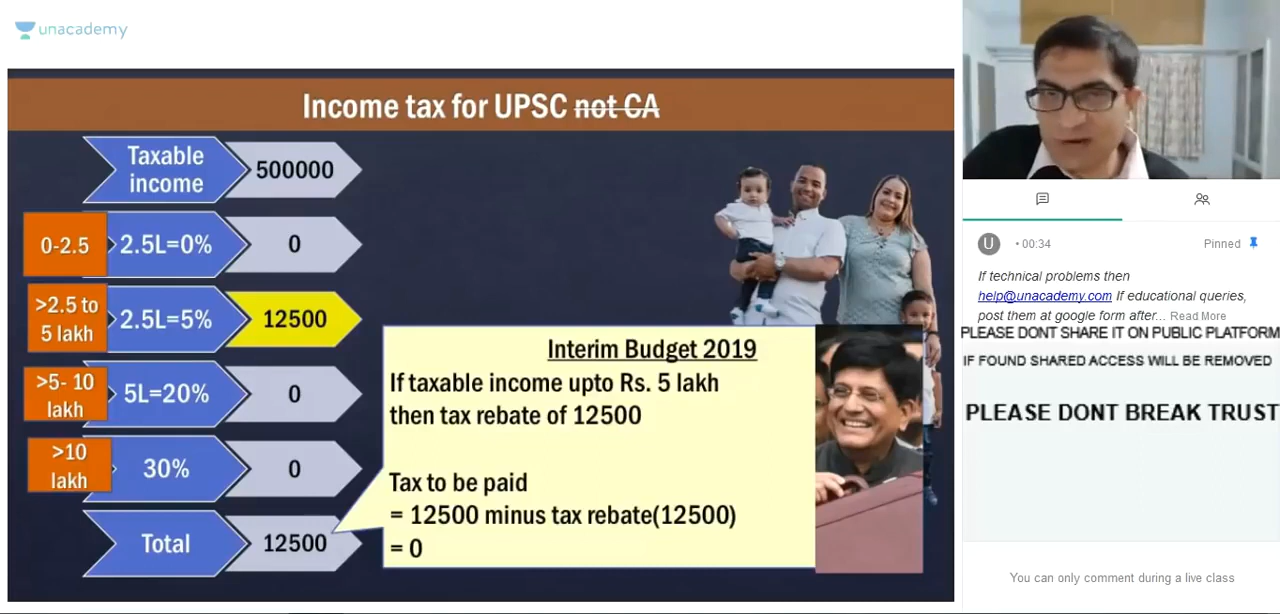 unacademy
Income tax for UPSC not CA
Taxable
income
500000
0-2.5
2.5L=0%
0
>2.5 to
5 lakh
2.5L=5%
12500
>5- 10
lakh
5L=20%
0
>10
lakh
30%
0
Total
12500
Interim Budget 2019
If taxable income upto Rs. 5 lakh
then tax rebate of 12500
Tax to be paid
= 12500 minus tax rebate(12500)
= 0
U
• 00:34
Pinned
If technical problems then
help@unacademy.com If educational queries,
post them at google form after... Read More
PLEASE DONT SHARE IT ON PUBLIC PLATFORM
IF FOUND SHARED ACCESS WILL BE REMOVED
PLEASE DONT BREAK TRUST
You can only comment during a live class